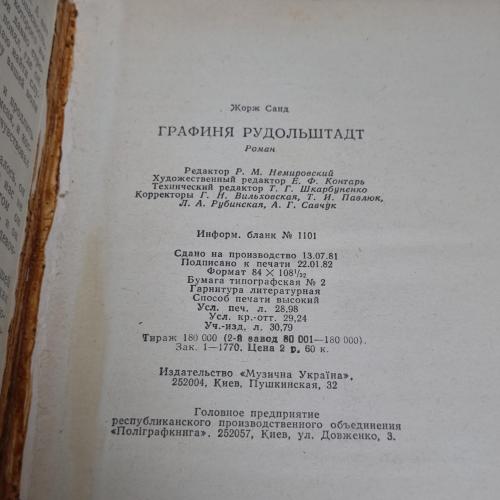 Жорж Санд
ГРАФИНЯ РУДОЛЬШТАДТ
Роман
Редактор Р. М. Немировский
Художественный редактор Е. Ф. Контарь
Технический редактор Т. Г. Шкарбуненко
Корректоры Г. Н. Вильховская, Т. И. Павлюк,
Л. А. Рубинская, А. Г. Савчук
Информ. бланк № 1101
Сдано на производство 13.07.81
Подписано к печати 22.01.82
Формат 84 × 108¹/₃₂
Бумага типографская № 2
Гарнитура литературная
Способ печати высокий
Усл. печ. л. 28,98
Усл. кр.-отт. 29,24
Уч.-изд. л. 30,79
Тираж 180 000 (2-й завод 80 001—180 000).
Зак. 1—1770. Цена 2 р. 60 к.
Издательство «Музична Україна»,
252004, Киев, Пушкинская, 32
Головное предприятие
республиканского производственного объединения
«Поліграфкнига». 252057, Киев, ул. Довженко, 3.